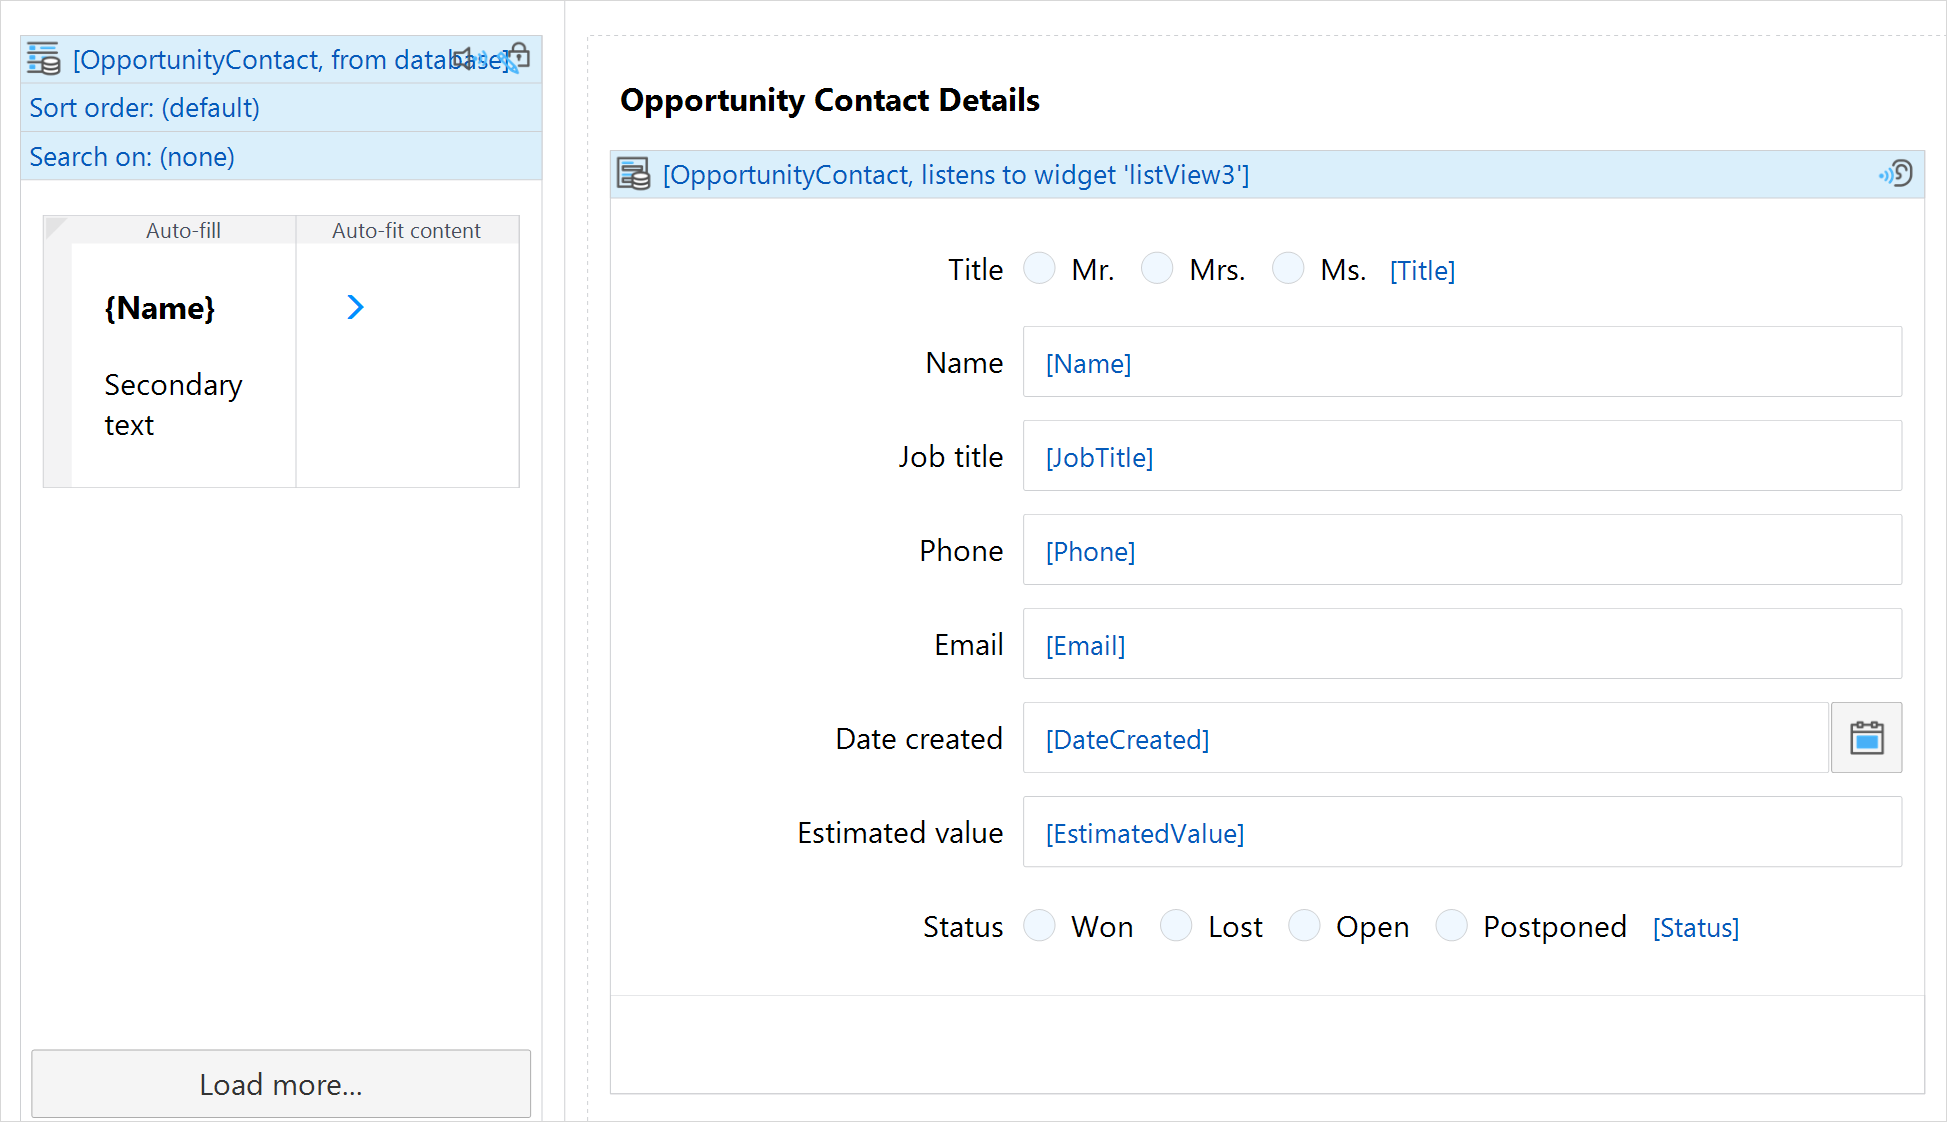 [OpportunityContact, from database]
Sort order: (default)
Search on: (none)
Auto-fill Auto-fit content
{Name}
Secondary
text
Load more...
Opportunity Contact Details
[OpportunityContact, listens to widget 'listView3']
Title Mr. Mrs. Ms. [Title]
Name [Name]
Job title [JobTitle]
Phone [Phone]
Email [Email]
Date created [DateCreated]
Estimated value [EstimatedValue]
Status Won Lost Open Postponed [Status]